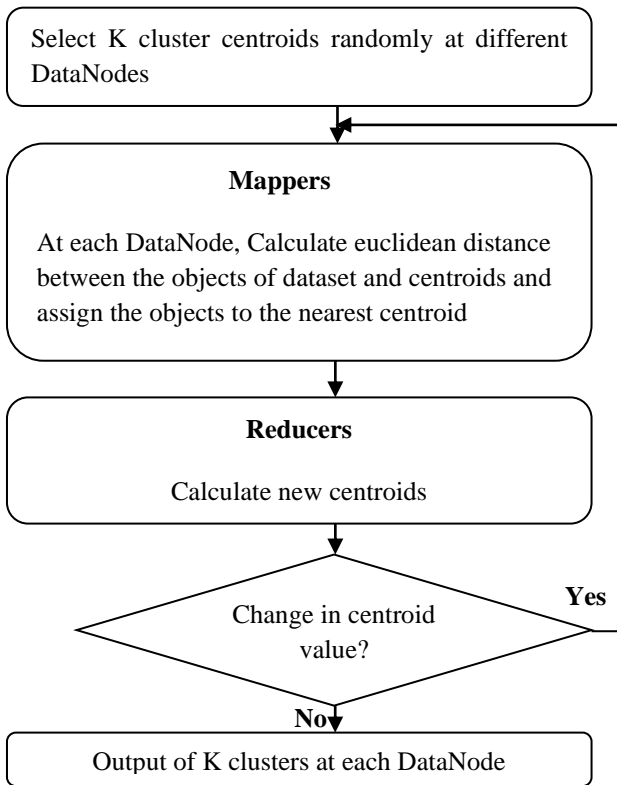 Select K cluster centroids randomly at different
DataNodes
Mappers
At each DataNode, Calculate euclidean distance
between the objects of dataset and centroids and
assign the objects to the nearest centroid
Reducers
Calculate new centroids
Change in centroid
value?
Yes
No
Output of K clusters at each DataNode